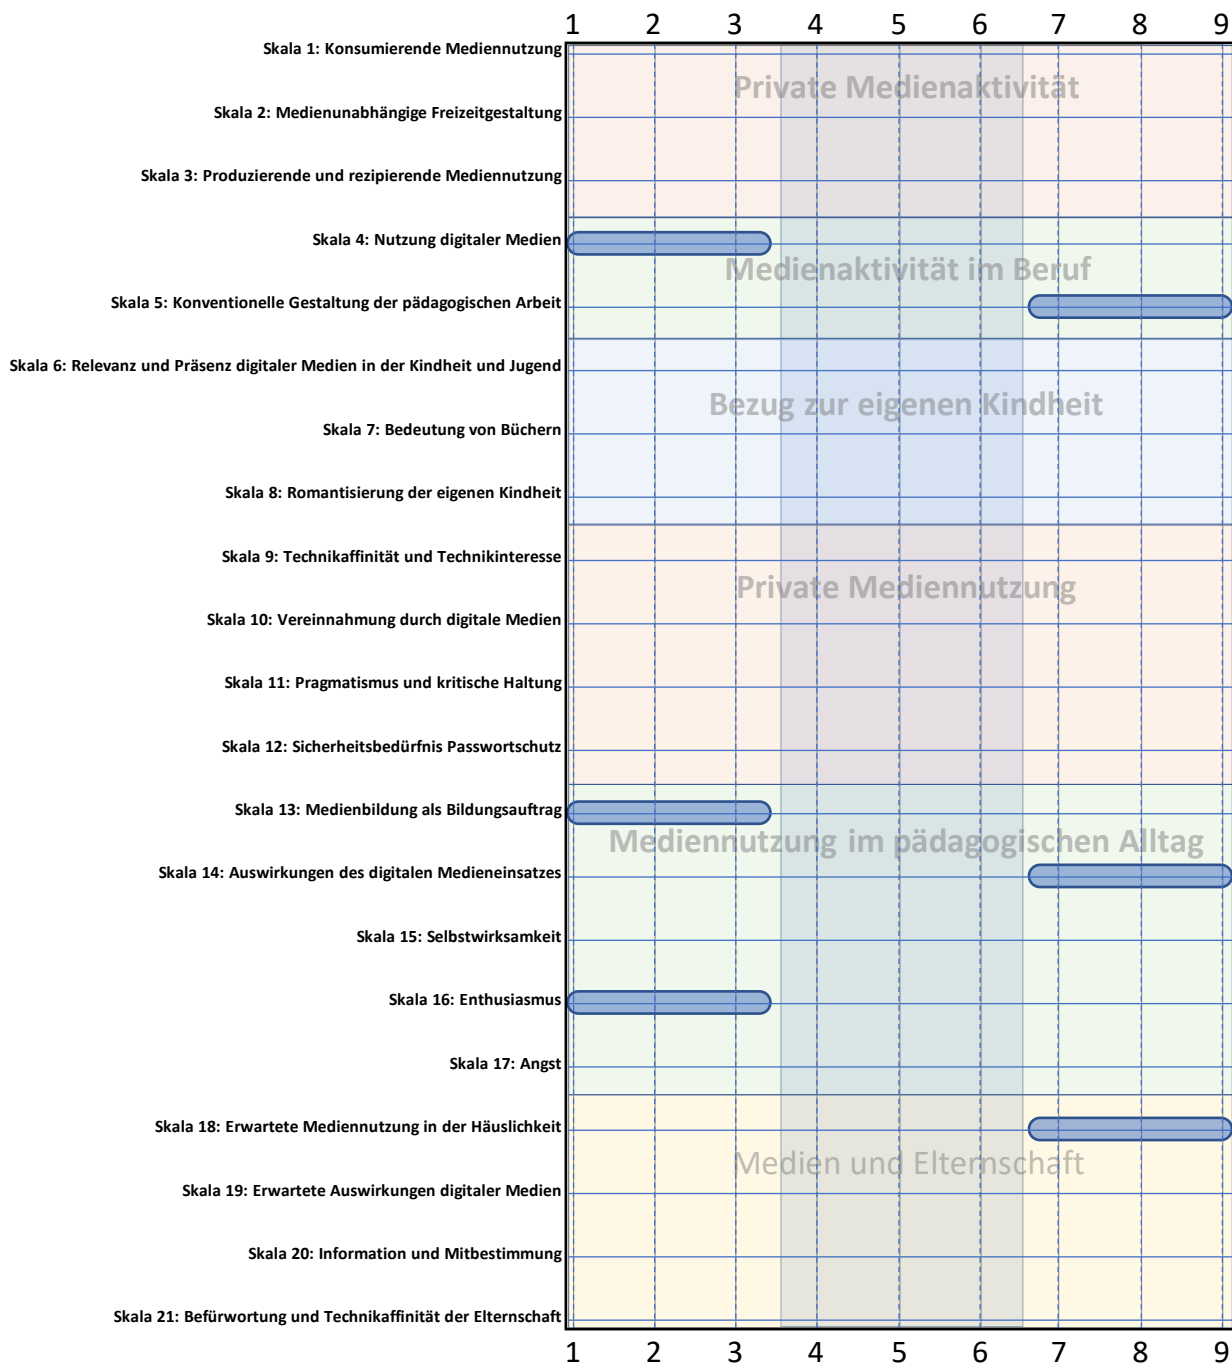 1 2 3 4 5 6 7 8 9
Skala 1: Konsumierende Mediennutzung
Private Medienaktivität
Skala 2: Medienunabhängige Freizeitgestaltung
Skala 3: Produzierende und rezipierende Mediennutzung
Skala 4: Nutzung digitaler Medien
Medienaktivität im Beruf
Skala 5: Konventionelle Gestaltung der pädagogischen Arbeit
Skala 6: Relevanz und Präsenz digitaler Medien in der Kindheit und Jugend
Bezug zur eigenen Kindheit
Skala 7: Bedeutung von Büchern
Skala 8: Romantisierung der eigenen Kindheit
Skala 9: Technikaffinität und Technikinteresse
Private Mediennutzung
Skala 10: Vereinnahmung durch digitale Medien
Skala 11: Pragmatismus und kritische Haltung
Skala 12: Sicherheitsbedürfnis Passwortschutz
Skala 13: Medienbildung als Bildungsauftrag
Mediennutzung im pädagogischen Alltag
Skala 14: Auswirkungen des digitalen Medieneinsatzes
Skala 15: Selbstwirksamkeit
Skala 16: Enthusiasmus
Skala 17: Angst
Skala 18: Erwartete Mediennutzung in der Häuslichkeit
Medien und Elternschaft
Skala 19: Erwartete Auswirkungen digitaler Medien
Skala 20: Information und Mitbestimmung
Skala 21: Befürwortung und Technikaffinität der Elternschaft
1 2 3 4 5 6 7 8 9